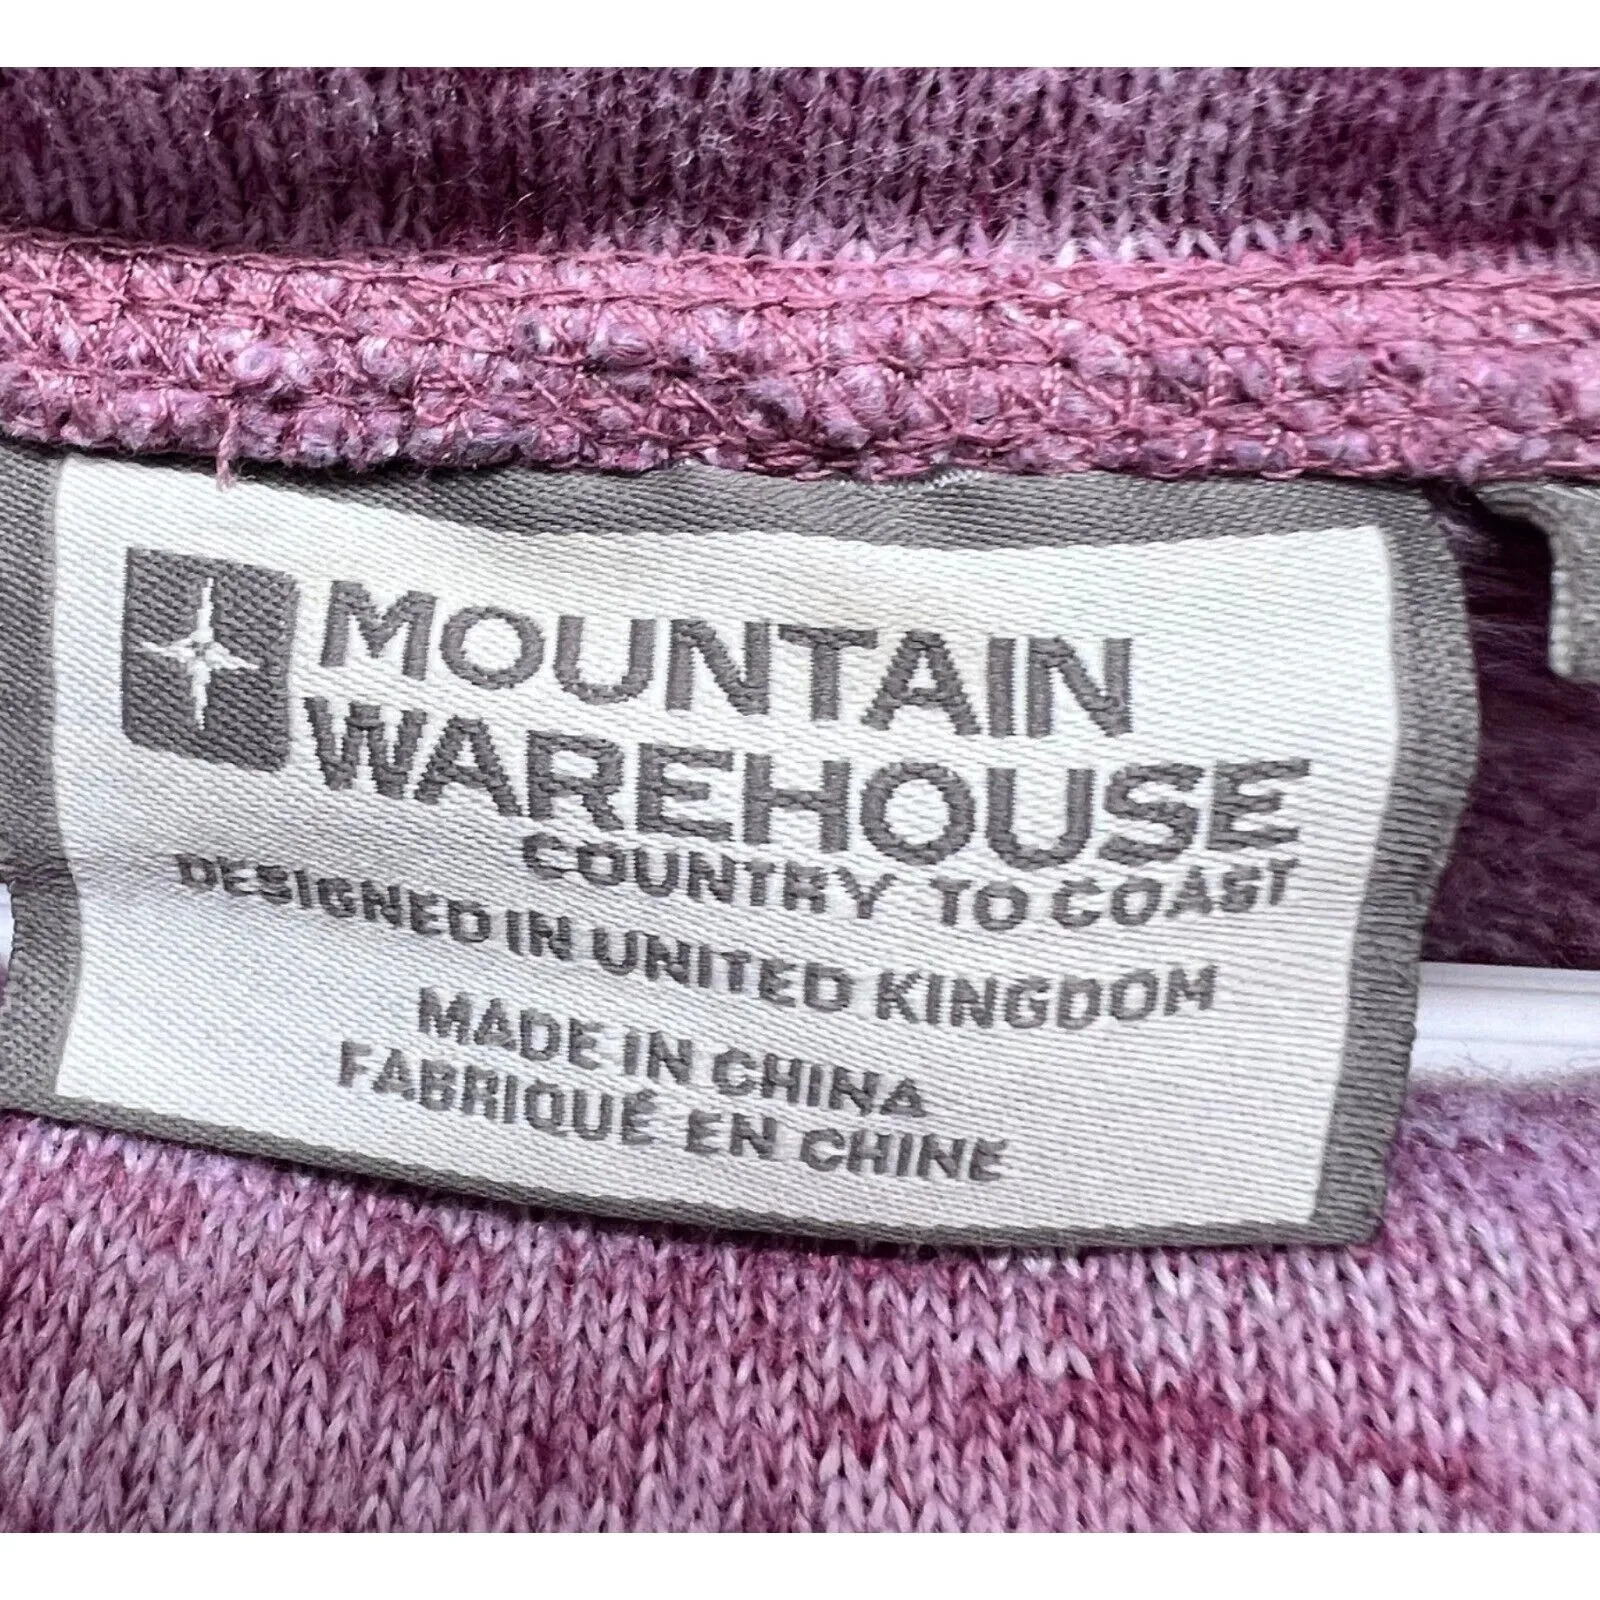 MOUNTAIN
WAREHOUSE
COUNTRY TO COAST
DESIGNED IN UNITED KINGDOM
MADE IN CHINA
FABRIQUÉ EN CHINE